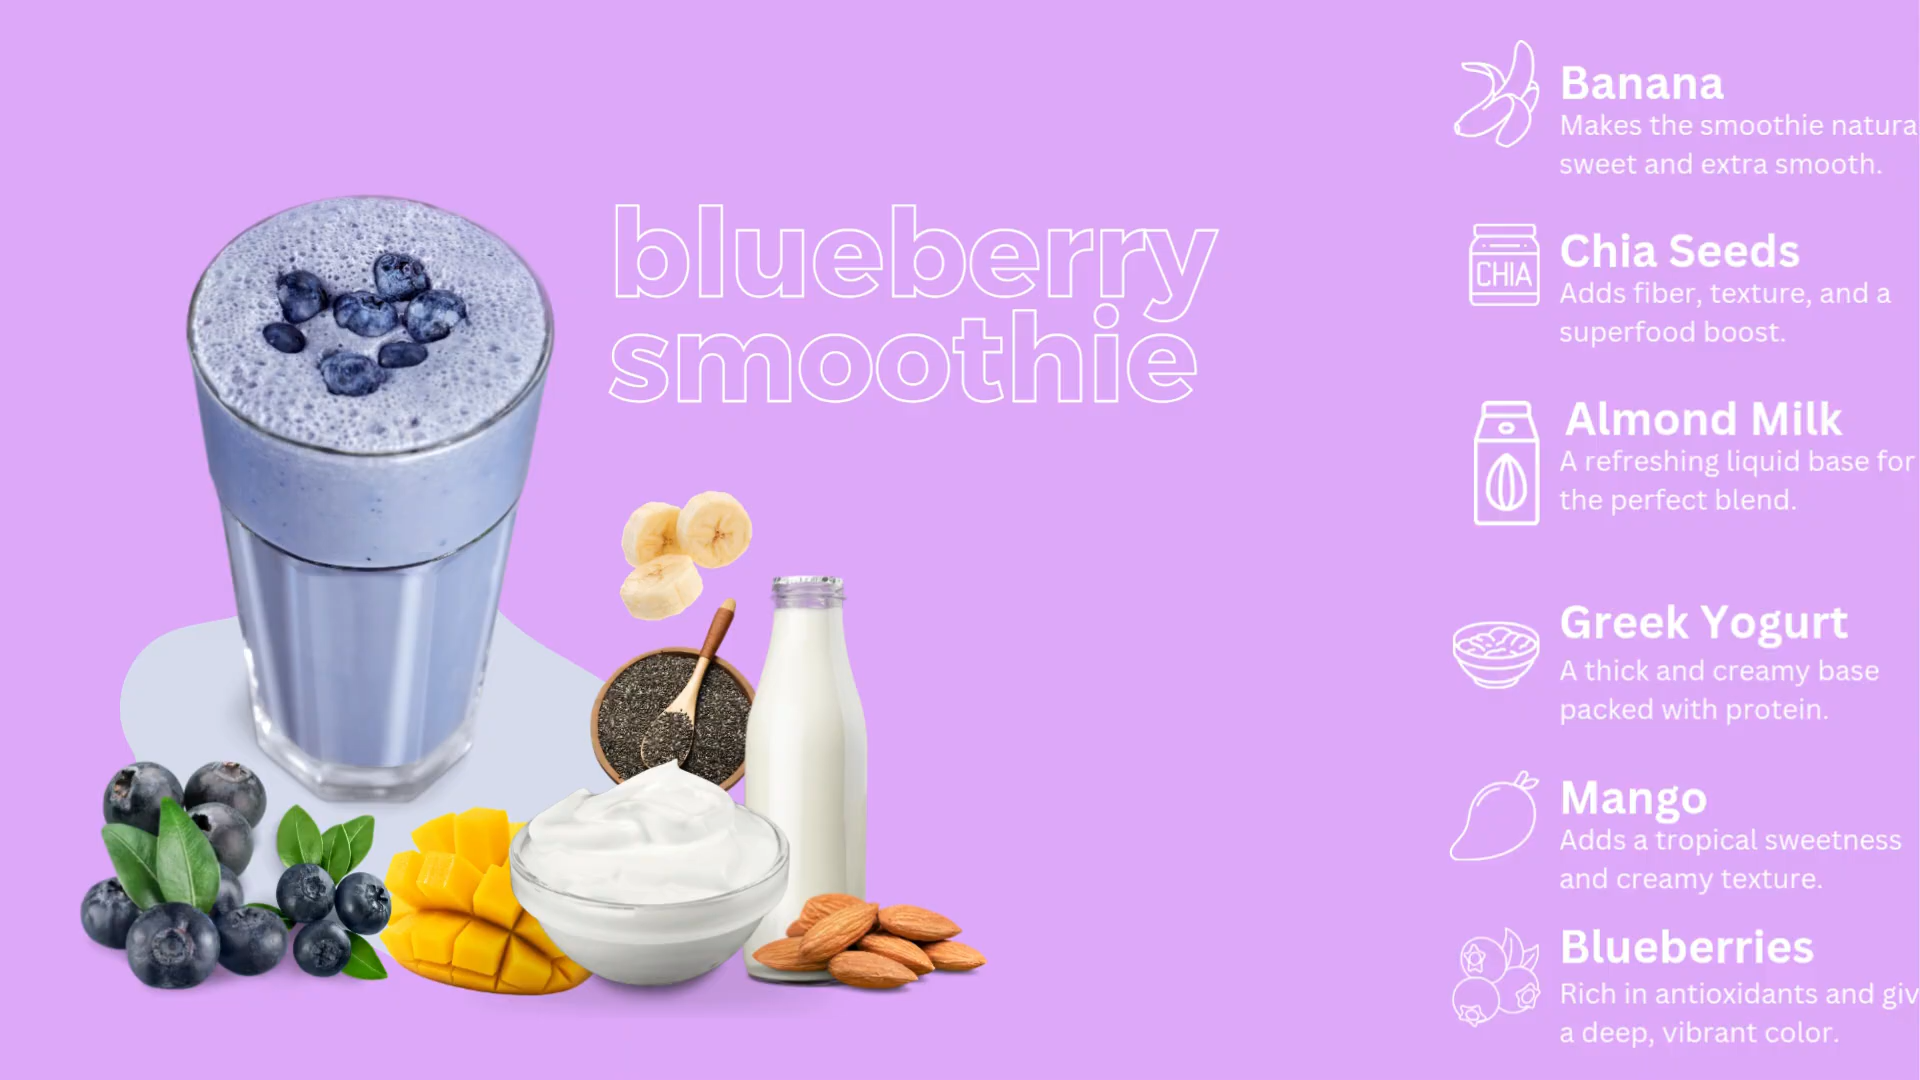 blueberry
smoothie
Banana
Makes the smoothie natura
sweet and extra smooth.
CHIA
Chia Seeds
Adds fiber, texture, and a
superfood boost.
Almond Milk
A refreshing liquid base for
the perfect blend.
Greek Yogurt
A thick and creamy base
packed with protein.
Mango
Adds a tropical sweetness
and creamy texture.
Blueberries
Rich in antioxidants and giv
a deep, vibrant color.